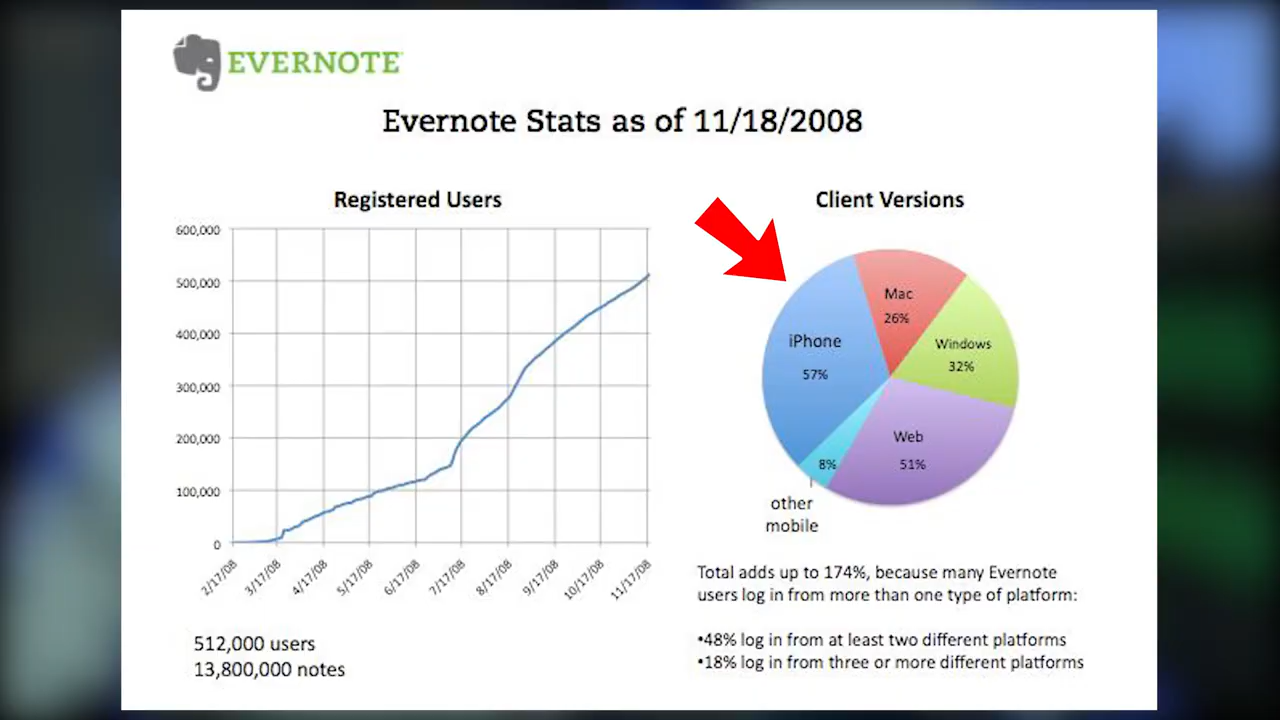 EVERNOTE
Evernote Stats as of 11/18/2008
Registered Users
600,000
500,000
400,000
300,000
200,000
100,000
0
2/17/08
3/17/08
4/17/08
5/17/08
6/17/08
7/17/08
8/17/08
9/17/08
10/17/08
11/17/08
512,000 users
13,800,000 notes
Client Versions
Mac
26%
iPhone
57%
Windows
32%
Web
51%
8%
other
mobile
Total adds up to 174%, because many Evernote
users log in from more than one type of platform:
•48% log in from at least two different platforms
•18% log in from three or more different platforms